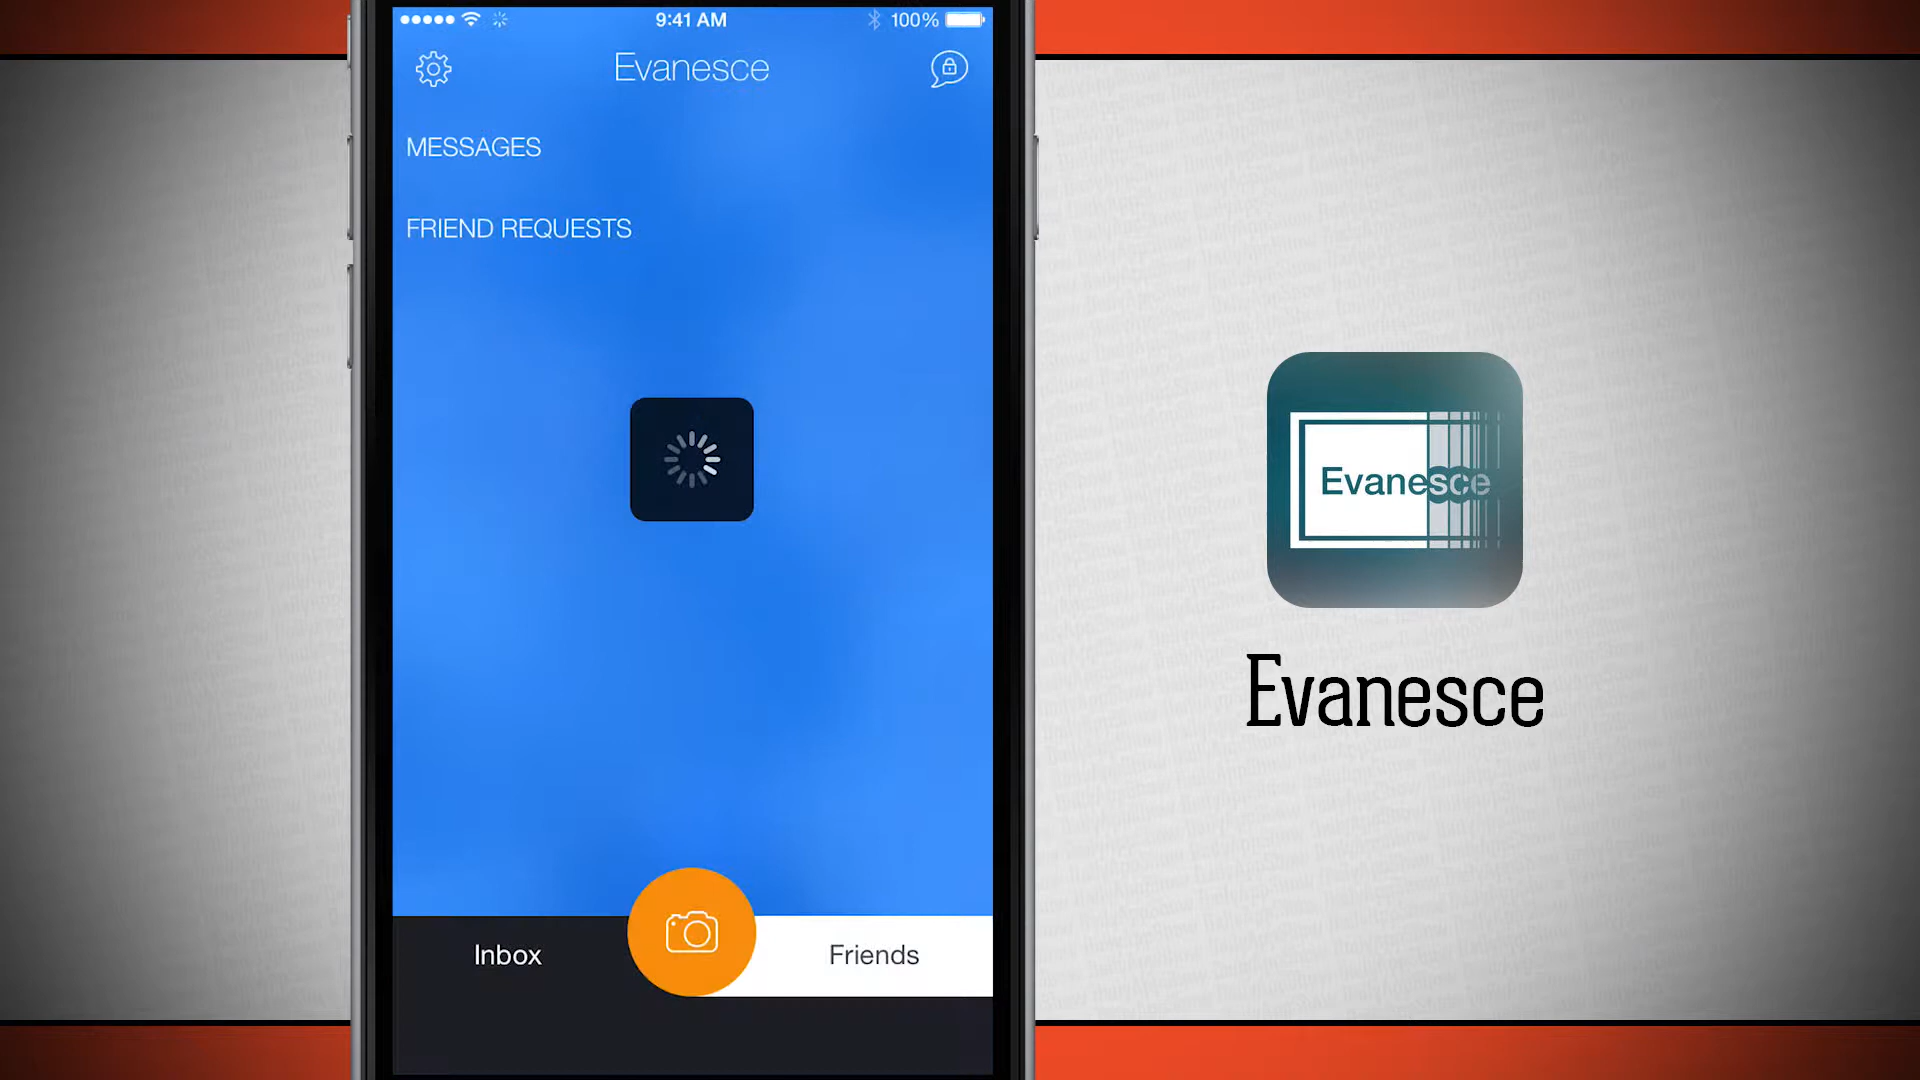 9:41 AM
100%
Evanesce
MESSAGES
FRIEND REQUESTS
Inbox
Friends
Evanesce
Evanesce